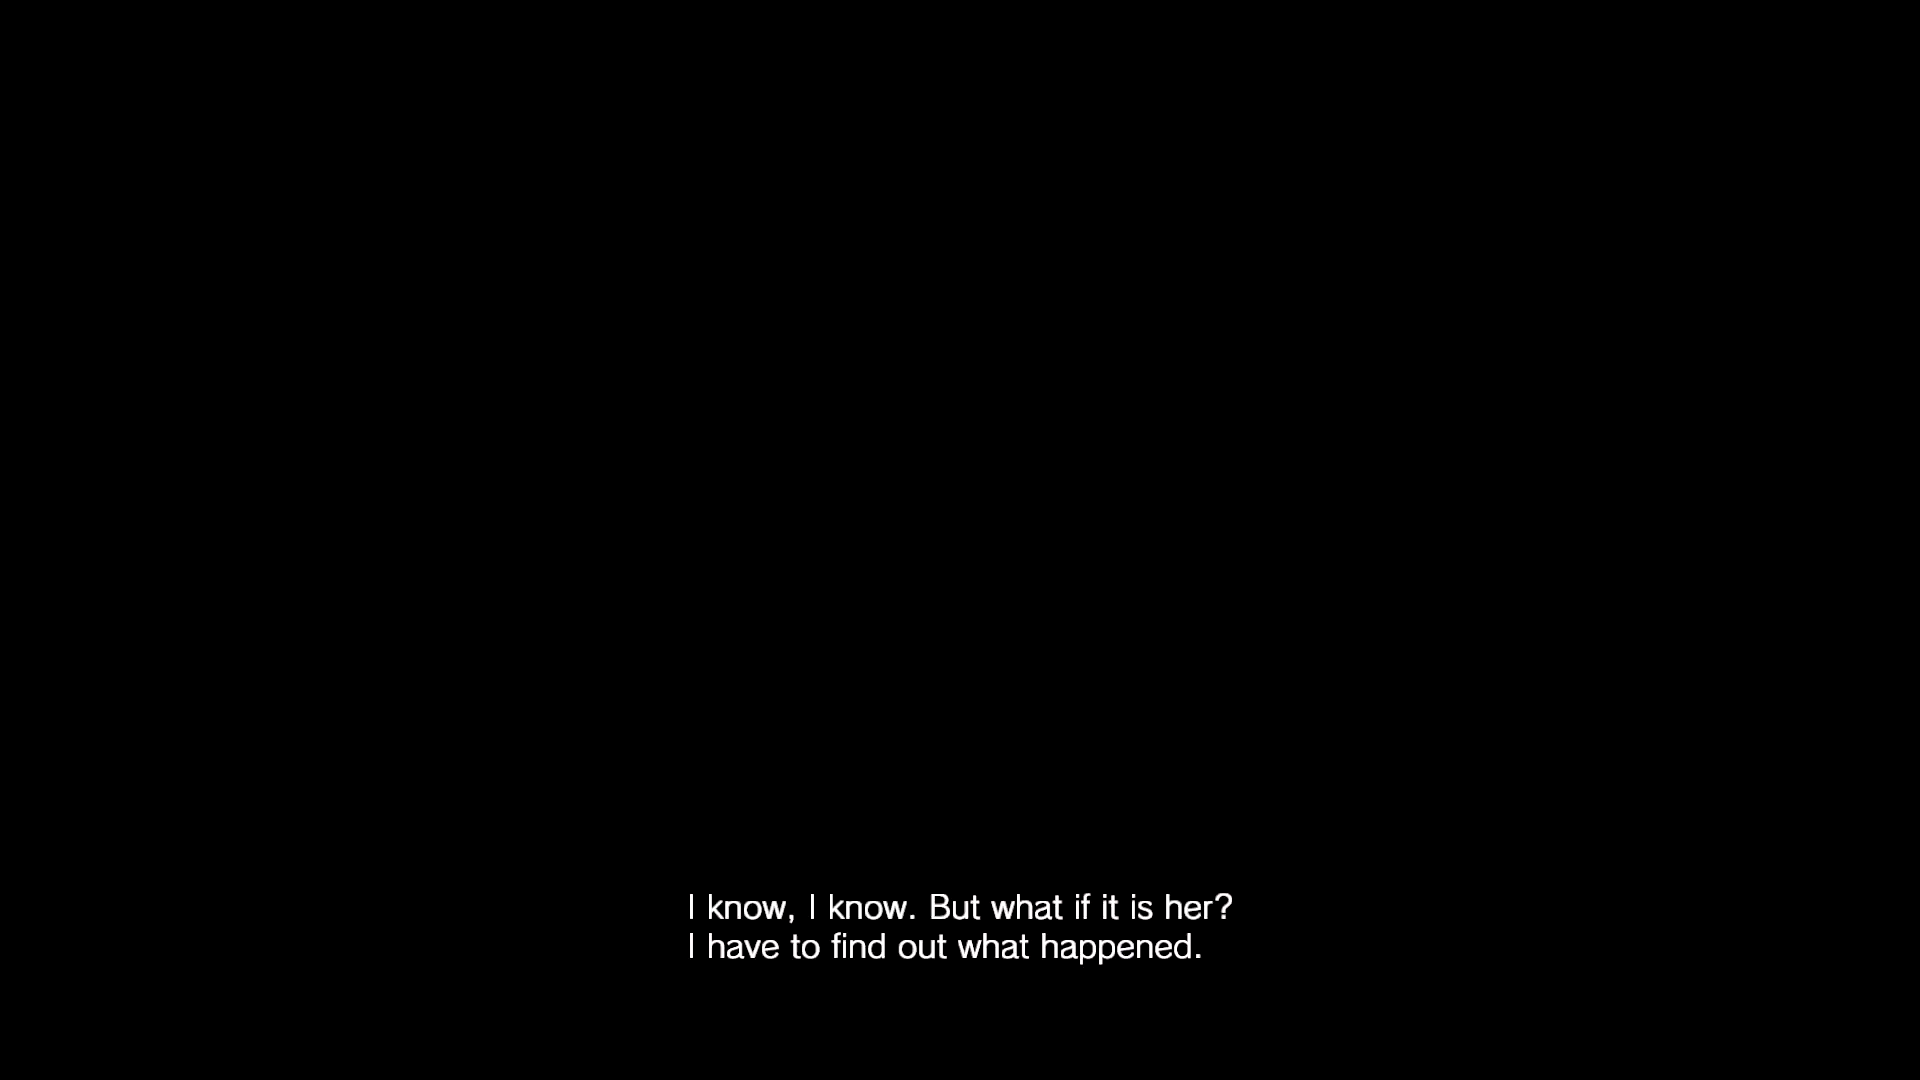 I know, I know. But what if it is her?
I have to find out what happened.